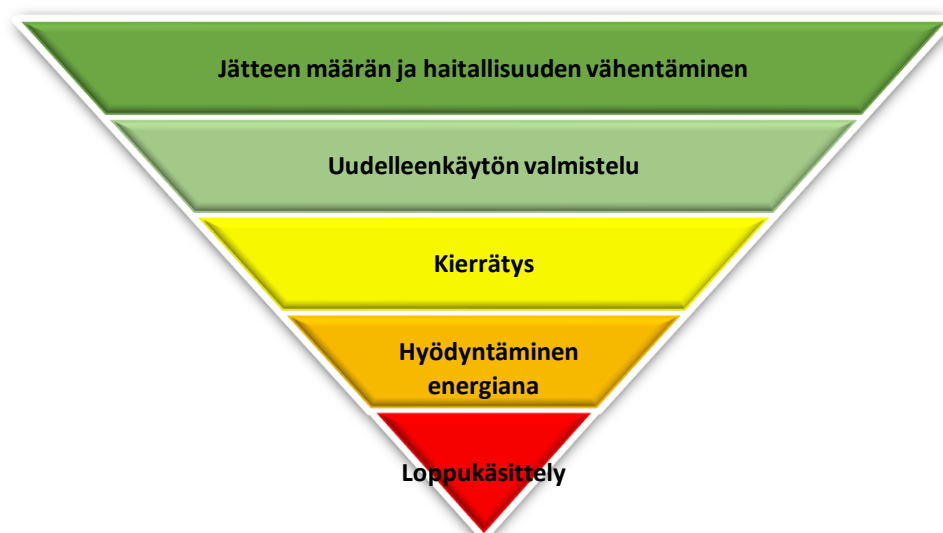 Jätteen määrän ja haitallisuuden vähentäminen
Uudelleenkäytön valmistelu
Kierrätys
Hyödyntäminen
energiana
Loppukäsittely